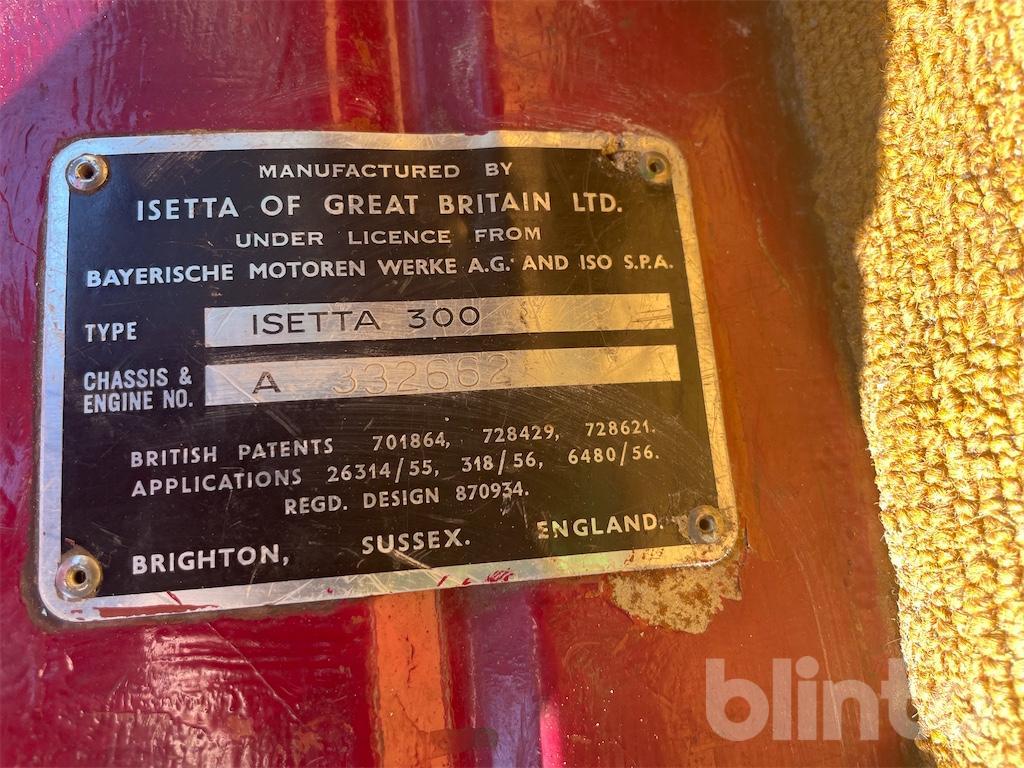 MANUFACTURED BY
ISETTA OF GREAT BRITAIN LTD.
UNDER LICENCE FROM
BAYERISCHE MOTOREN WERKE A.G. AND ISO S.P.A.
TYPE ISETTA 300
CHASSIS &
ENGINE NO. A 332662
BRITISH PATENTS 701864, 728429, 728621.
APPLICATIONS 26314/55, 318/56, 6480/56.
REGD. DESIGN 870934.
BRIGHTON, SUSSEX. ENGLAND.
blinto